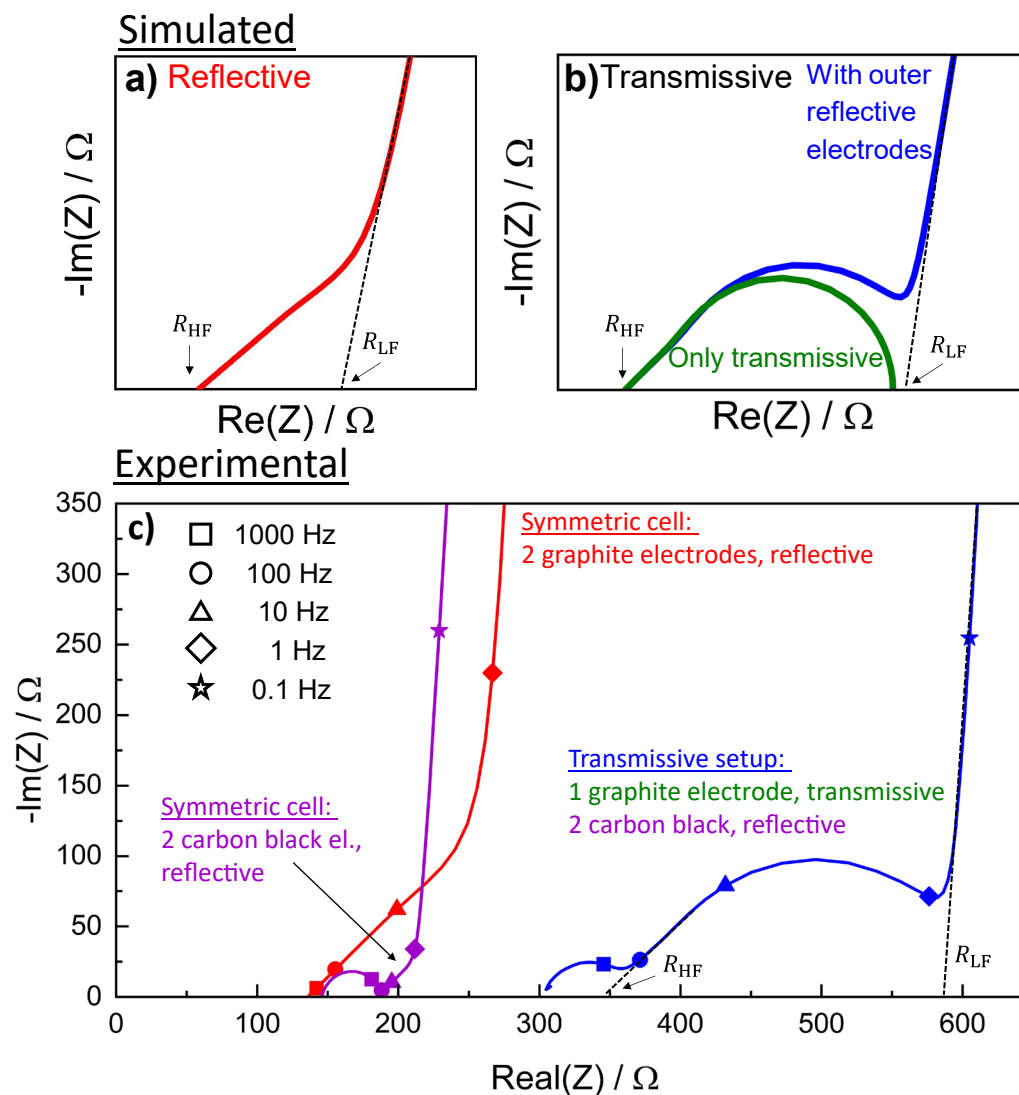 Simulated
a) Reflective
-Im(Z) / Ω
R_HF
R_LF
Re(Z) / Ω
b) Transmissive
With outer
reflective
electrodes
-Im(Z) / Ω
R_HF
Only transmissive
R_LF
Re(Z) / Ω
Experimental
c)
1000 Hz
100 Hz
10 Hz
1 Hz
0.1 Hz
Symmetric cell:
2 graphite electrodes, reflective
Transmissive setup:
1 graphite electrode, transmissive
2 carbon black, reflective
Symmetric cell:
2 carbon black el.,
reflective
R_HF
R_LF
-Im(Z) / Ω
350
300
250
200
150
100
50
0
0 100 200 300 400 500 600
Real(Z) / Ω